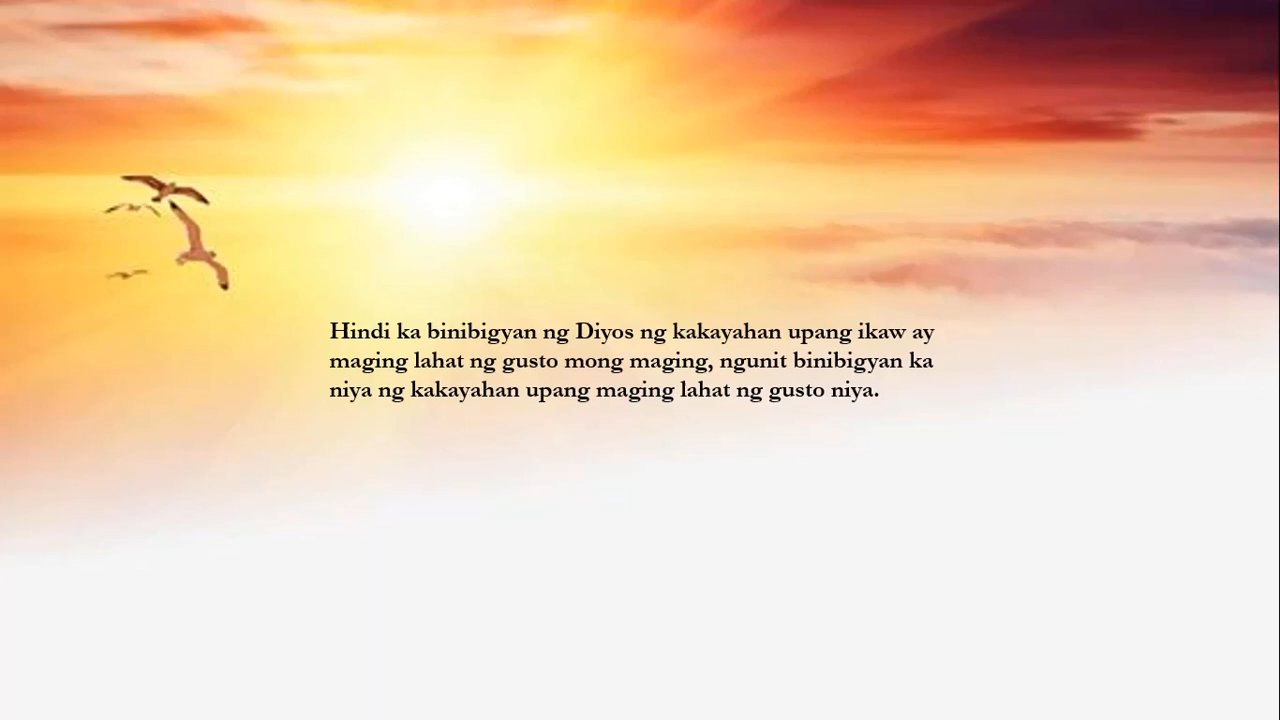 Hindi ka binibigyan ng Diyos ng kakayahan upang ikaw ay
maging lahat ng gusto mong maging, ngunit binibigyan ka
niya ng kakayahan upang maging lahat ng gusto niya.